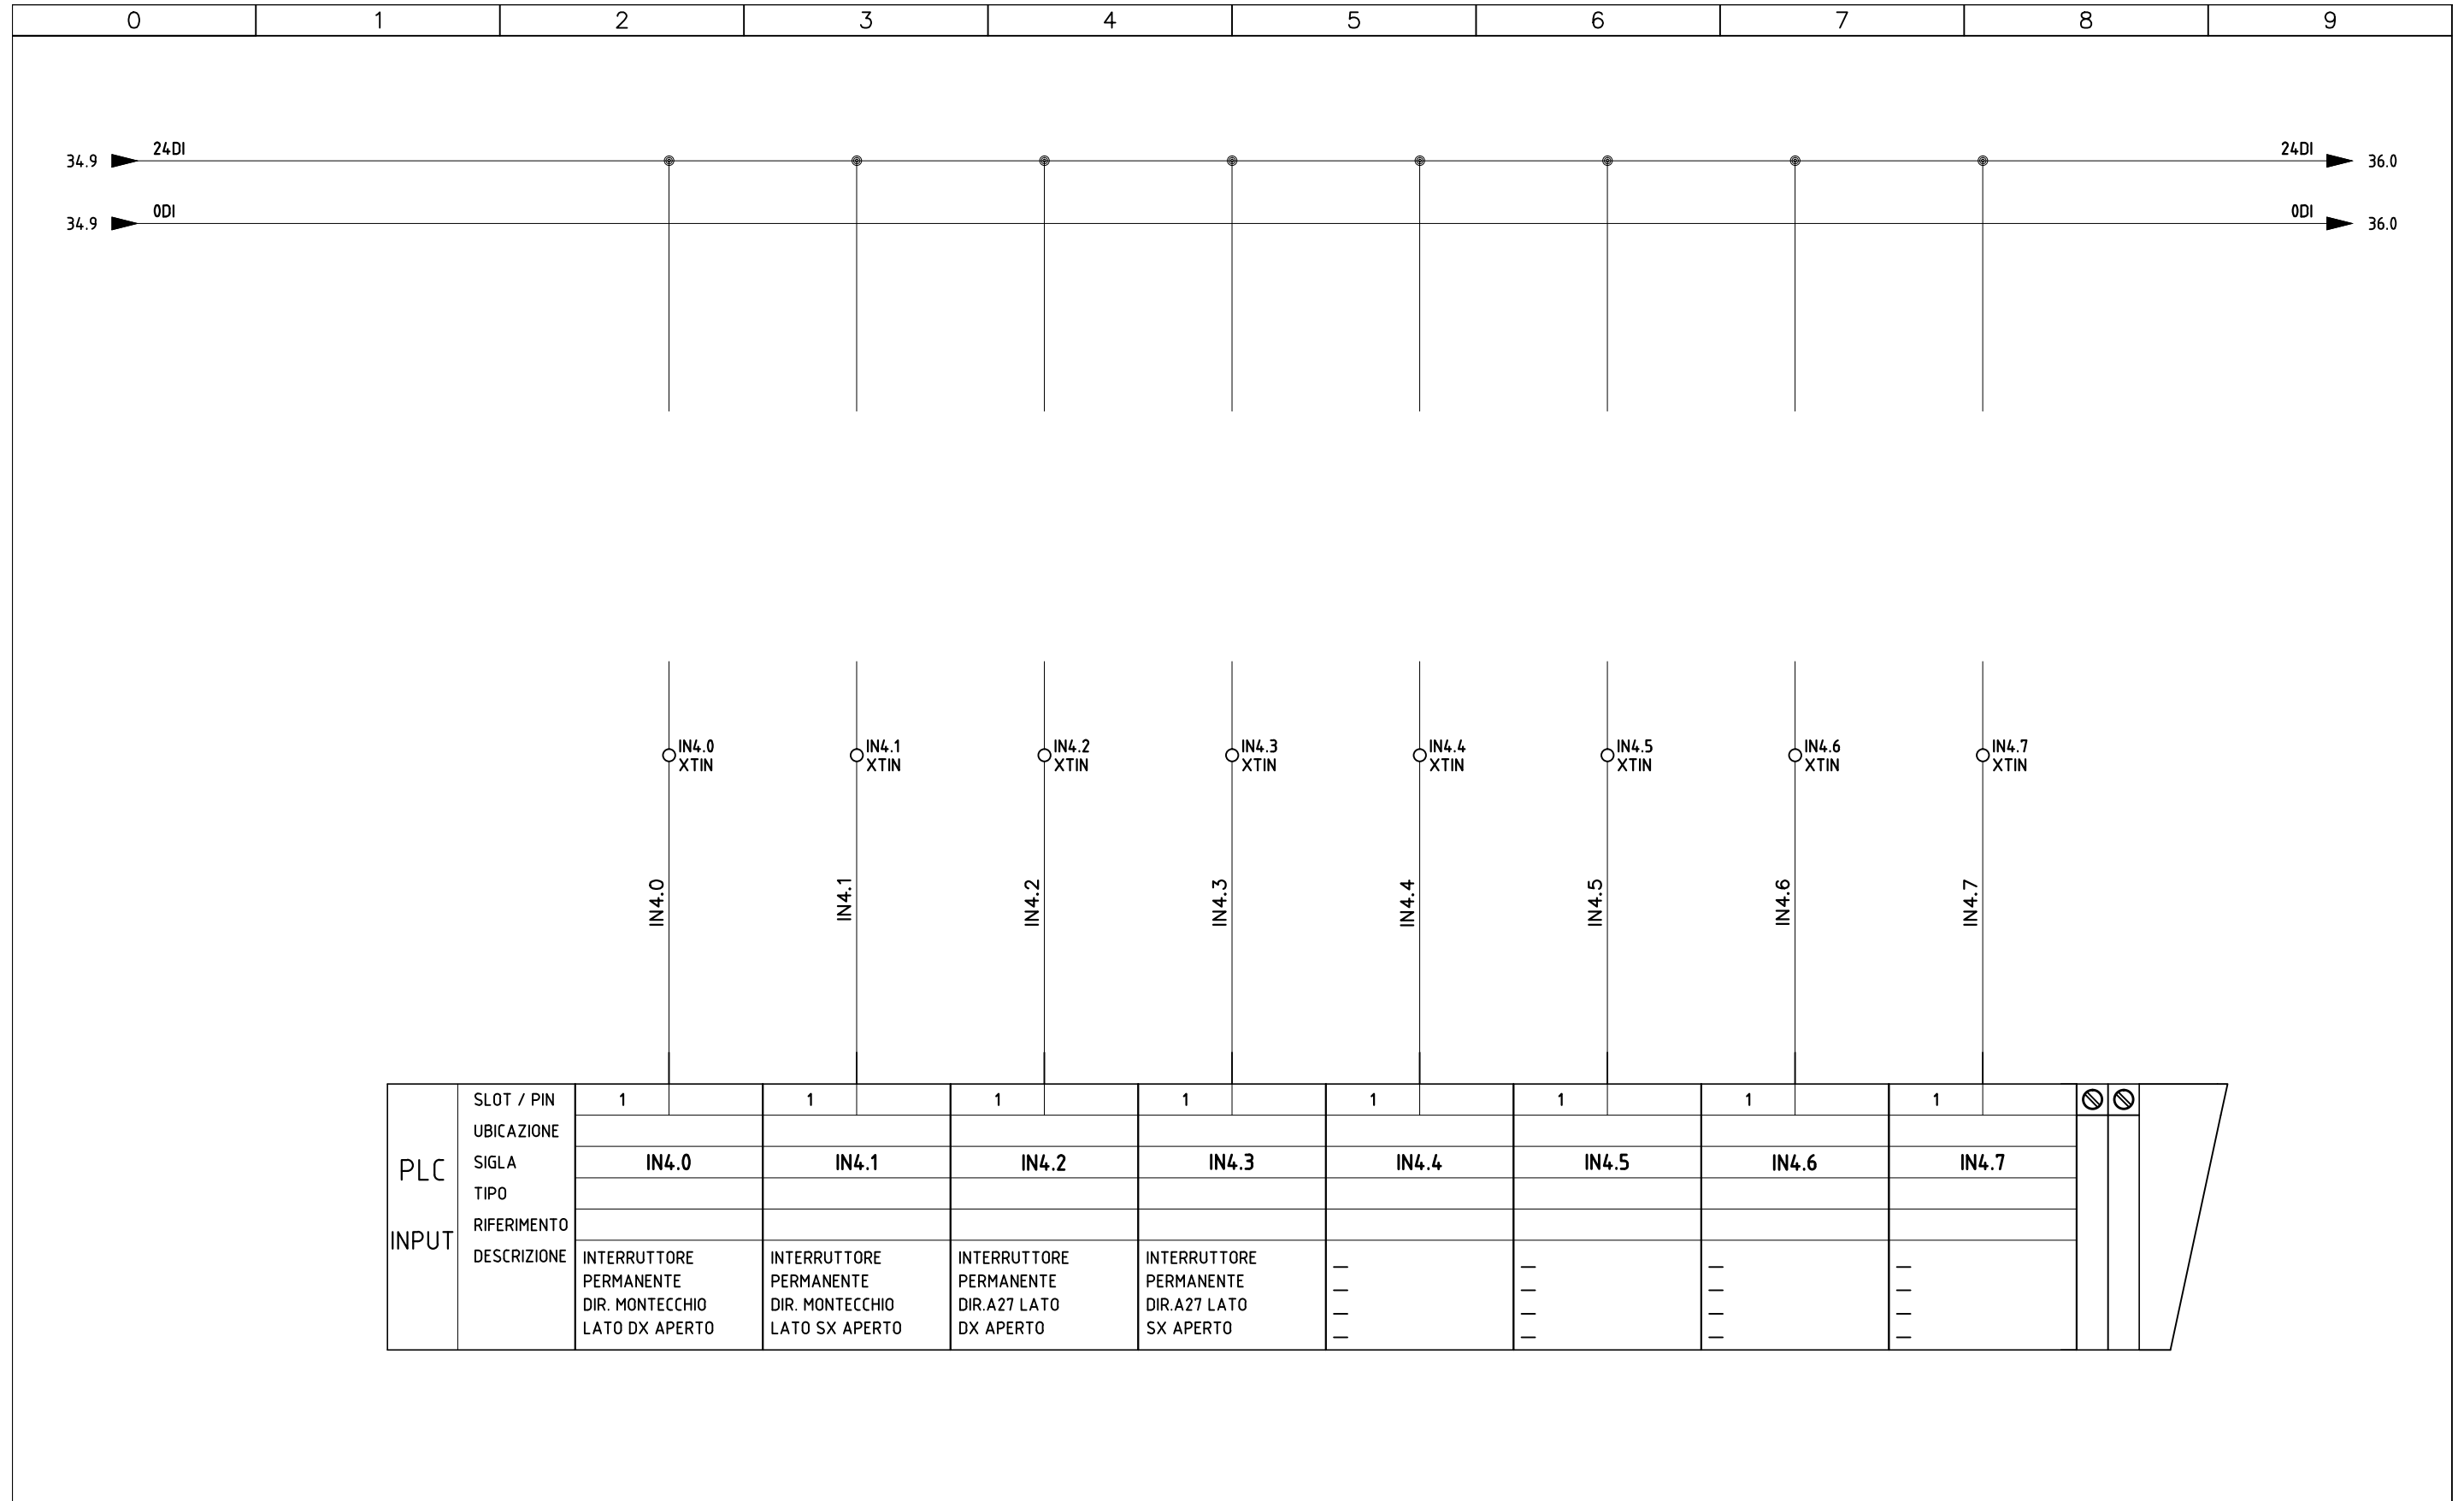 0 1 2 3 4 5 6 7 8 9
24DI 24DI
34.9 36.0
0DI 0DI
34.9 36.0
IN4.0 IN4.1 IN4.2 IN4.3 IN4.4 IN4.5 IN4.6 IN4.7
XTIN XTIN XTIN XTIN XTIN XTIN XTIN XTIN
IN4.0 IN4.1 IN4.2 IN4.3 IN4.4 IN4.5 IN4.6 IN4.7
PLC
INPUT
SLOT / PIN 1 1 1 1 1 1 1 1
UBICAZIONE
SIGLA IN4.0 IN4.1 IN4.2 IN4.3 IN4.4 IN4.5 IN4.6 IN4.7
TIPO
RIFERIMENTO
DESCRIZIONE INTERRUTTORE INTERRUTTORE INTERRUTTORE INTERRUTTORE – – – –
PERMANENTE PERMANENTE PERMANENTE PERMANENTE – – – –
DIR. MONTECCHIO DIR. MONTECCHIO DIR.A27 LATO DIR.A27 LATO – – – –
LATO DX APERTO LATO SX APERTO DX APERTO SX APERTO – – – –